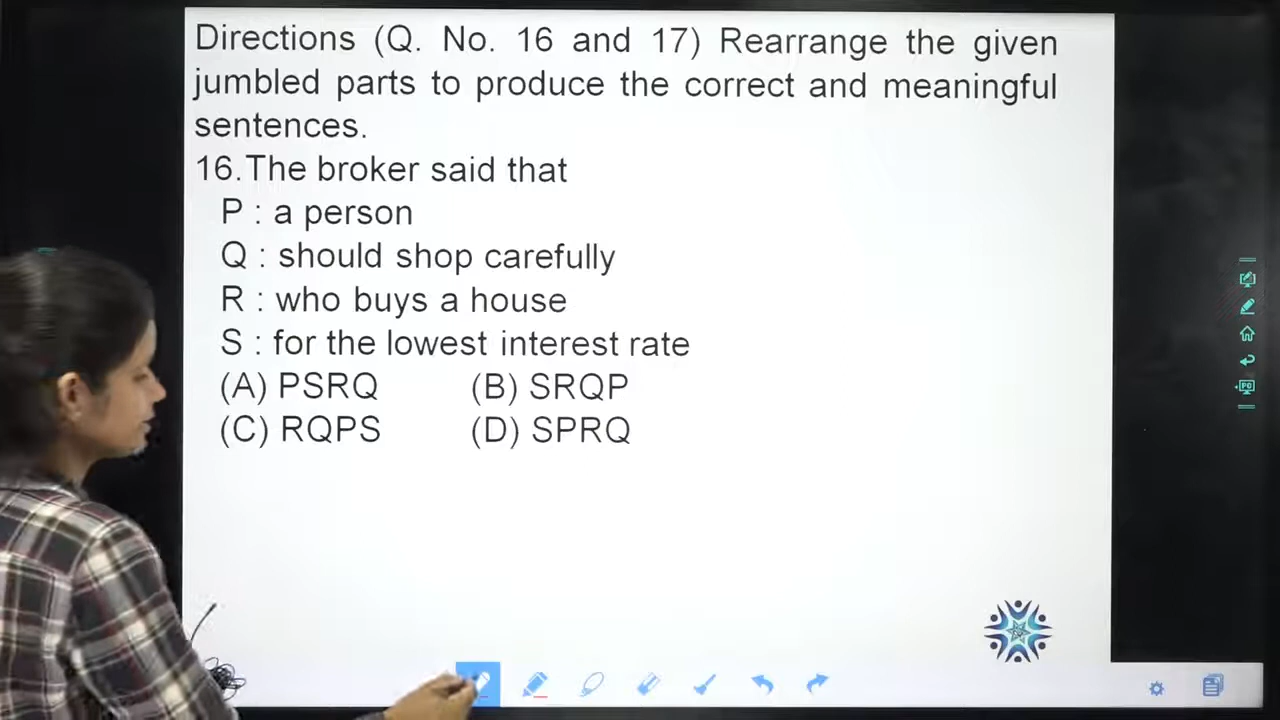 Directions (Q. No. 16 and 17) Rearrange the given
jumbled parts to produce the correct and meaningful
sentences.
16.The broker said that
P : a person
Q : should shop carefully
R : who buys a house
S : for the lowest interest rate
(A) PSRQ (B) SRQP
(C) RQPS (D) SPRQ